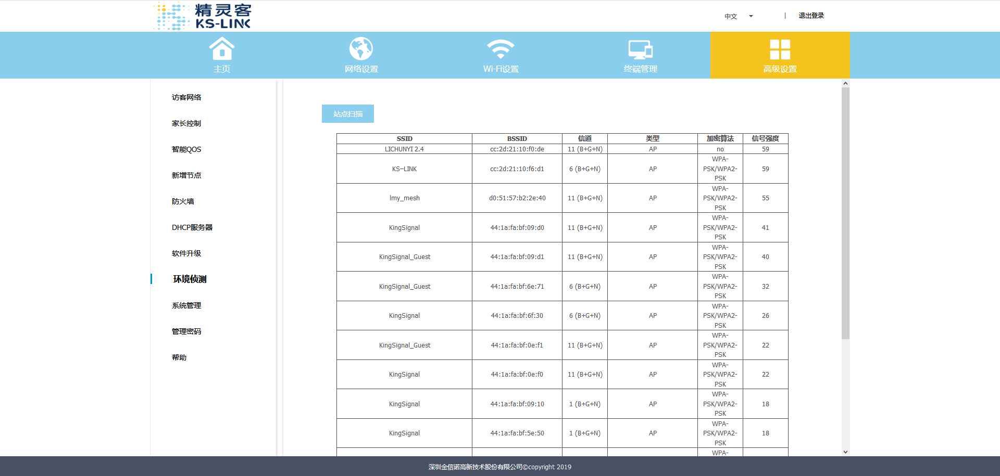 精灵客
KS-LINK
中文
退出登录
主页
网络设置
Wi-Fi设置
终端管理
高级设置
访客网络
家长控制
智能QOS
新增节点
防火墙
DHCP服务器
软件升级
环境侦测
系统管理
管理密码
帮助
站点扫描
SSID BSSID 信道 类型 加密算法 信号强度
LICHUNYI 2.4 cc:2d:21:10:f0:de 11 (B+G+N) AP no 59
KS-LINK cc:2d:21:10:f6:d1 6 (B+G+N) AP WPA-PSK/WPA2-PSK 59
lmy_mesh d0:51:57:b2:2e:40 11 (B+G+N) AP WPA-PSK/WPA2-PSK 55
KingSignal 44:1a:fa:bf:09:d0 11 (B+G+N) AP WPA-PSK/WPA2-PSK 41
KingSignal_Guest 44:1a:fa:bf:09:d1 11 (B+G+N) AP WPA-PSK/WPA2-PSK 40
KingSignal_Guest 44:1a:fa:bf:6e:71 6 (B+G+N) AP WPA-PSK/WPA2-PSK 32
KingSignal 44:1a:fa:bf:6f:30 6 (B+G+N) AP WPA-PSK/WPA2-PSK 26
KingSignal_Guest 44:1a:fa:bf:0e:f1 11 (B+G+N) AP WPA-PSK/WPA2-PSK 22
KingSignal 44:1a:fa:bf:0e:f0 11 (B+G+N) AP WPA-PSK/WPA2-PSK 22
KingSignal 44:1a:fa:bf:09:10 1 (B+G+N) AP WPA-PSK/WPA2-PSK 18
KingSignal 44:1a:fa:bf:5e:50 1 (B+G+N) AP WPA-PSK/WPA2-PSK 18
WPA-
深圳金信诺高新技术股份有限公司©copyright 2019